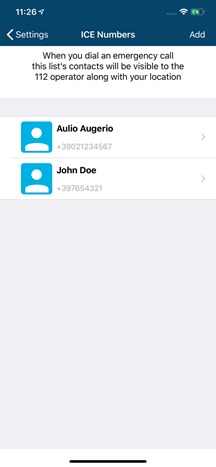 11:26
Settings
ICE Numbers
Add
When you dial an emergency call
this list's contacts will be visible to the
112 operator along with your location
Aulio Augerio
+39021234567
John Doe
+397654321